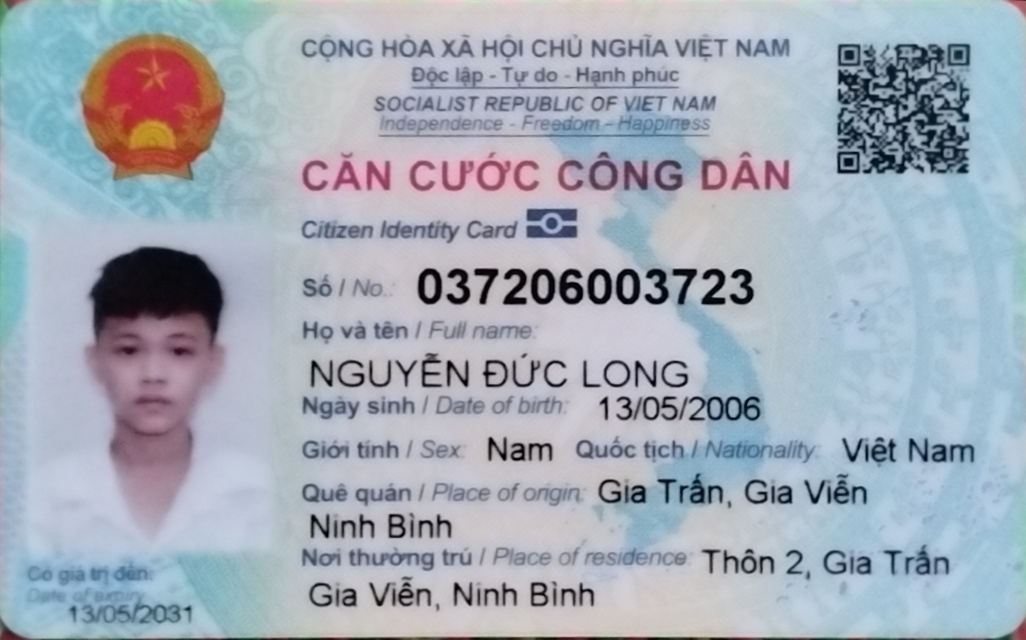 CỘNG HÒA XÃ HỘI CHỦ NGHĨA VIỆT NAM
Độc lập - Tự do - Hạnh phúc
SOCIALIST REPUBLIC OF VIET NAM
Independence - Freedom - Happiness
CĂN CƯỚC CÔNG DÂN
Citizen Identity Card
Số / No.: 037206003723
Họ và tên / Full name:
NGUYỄN ĐỨC LONG
Ngày sinh / Date of birth: 13/05/2006
Giới tính / Sex: Nam Quốc tịch / Nationality: Việt Nam
Quê quán / Place of origin: Gia Trấn, Gia Viễn
Ninh Bình
Nơi thường trú / Place of residence: Thôn 2, Gia Trấn
Gia Viễn, Ninh Bình
Có giá trị đến:
Date of expiry
13/05/2031